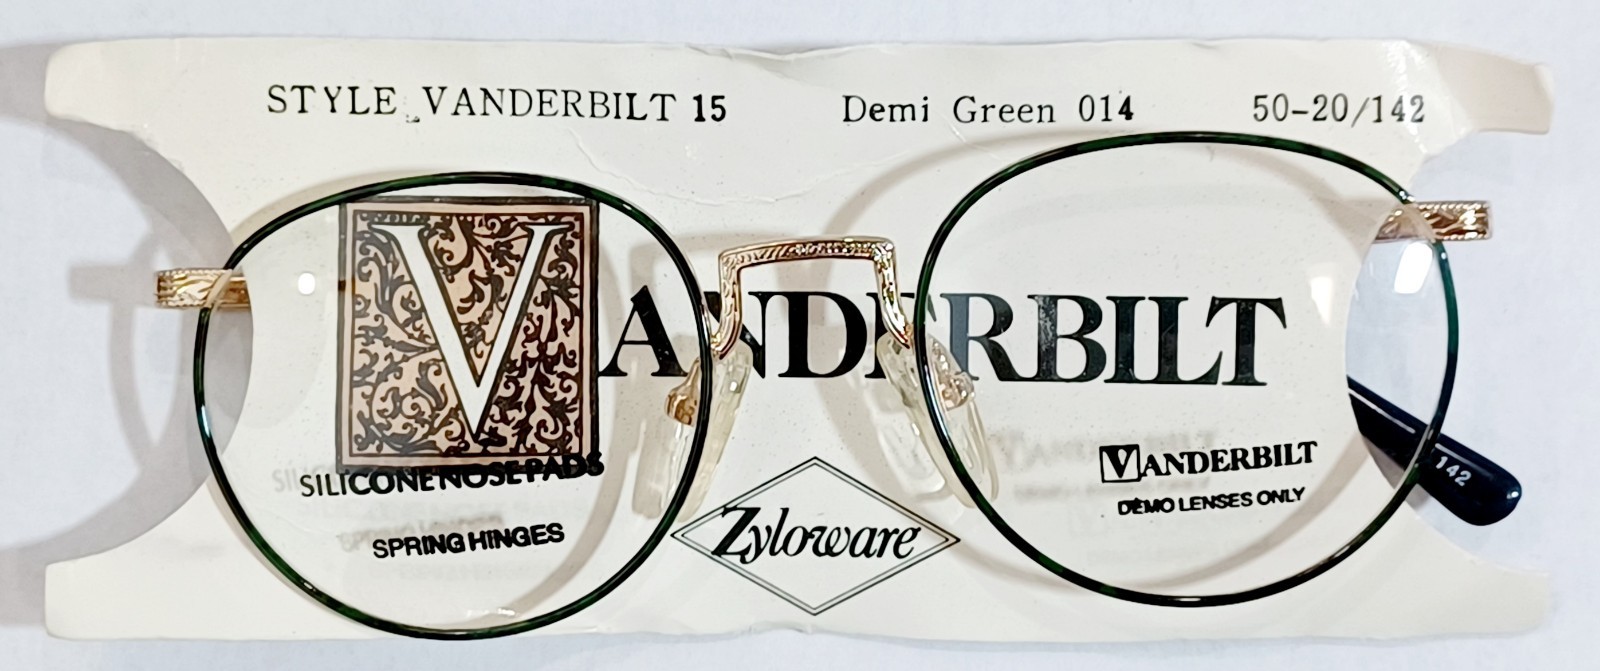 STYLE VANDERBILT 15 Demi Green 014 50-20/142
VANDERBILT
SILICONE NOSE PADS
SPRING HINGES
Zyloware
VANDERBILT
DEMO LENSES ONLY
142